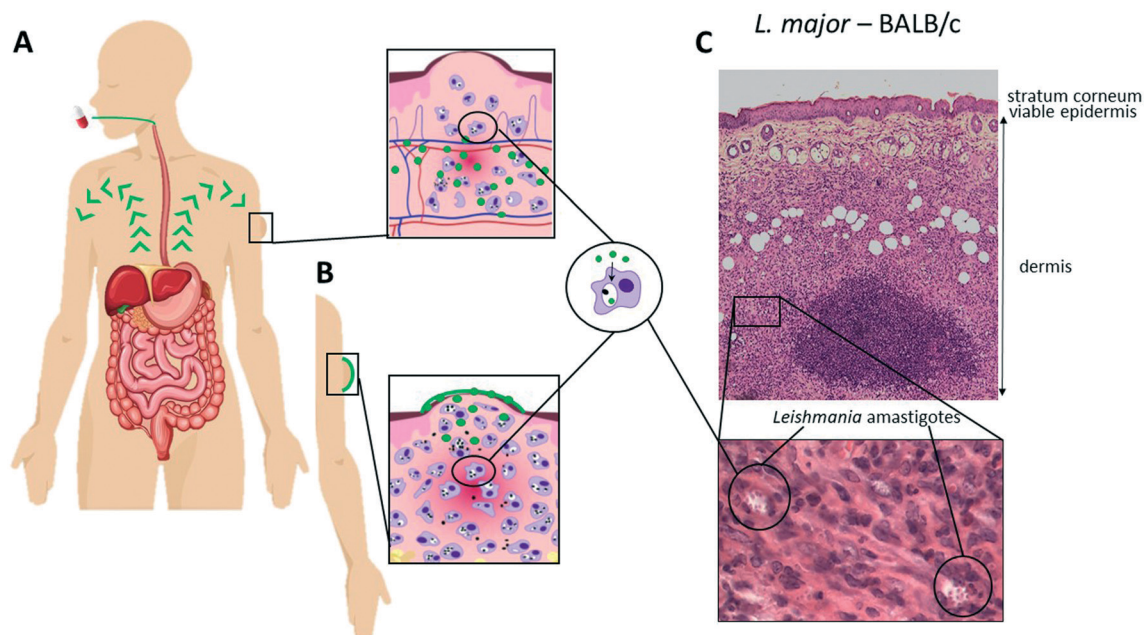 A
B
C
L. major – BALB/c
stratum corneum
viable epidermis
dermis
Leishmania amastigotes